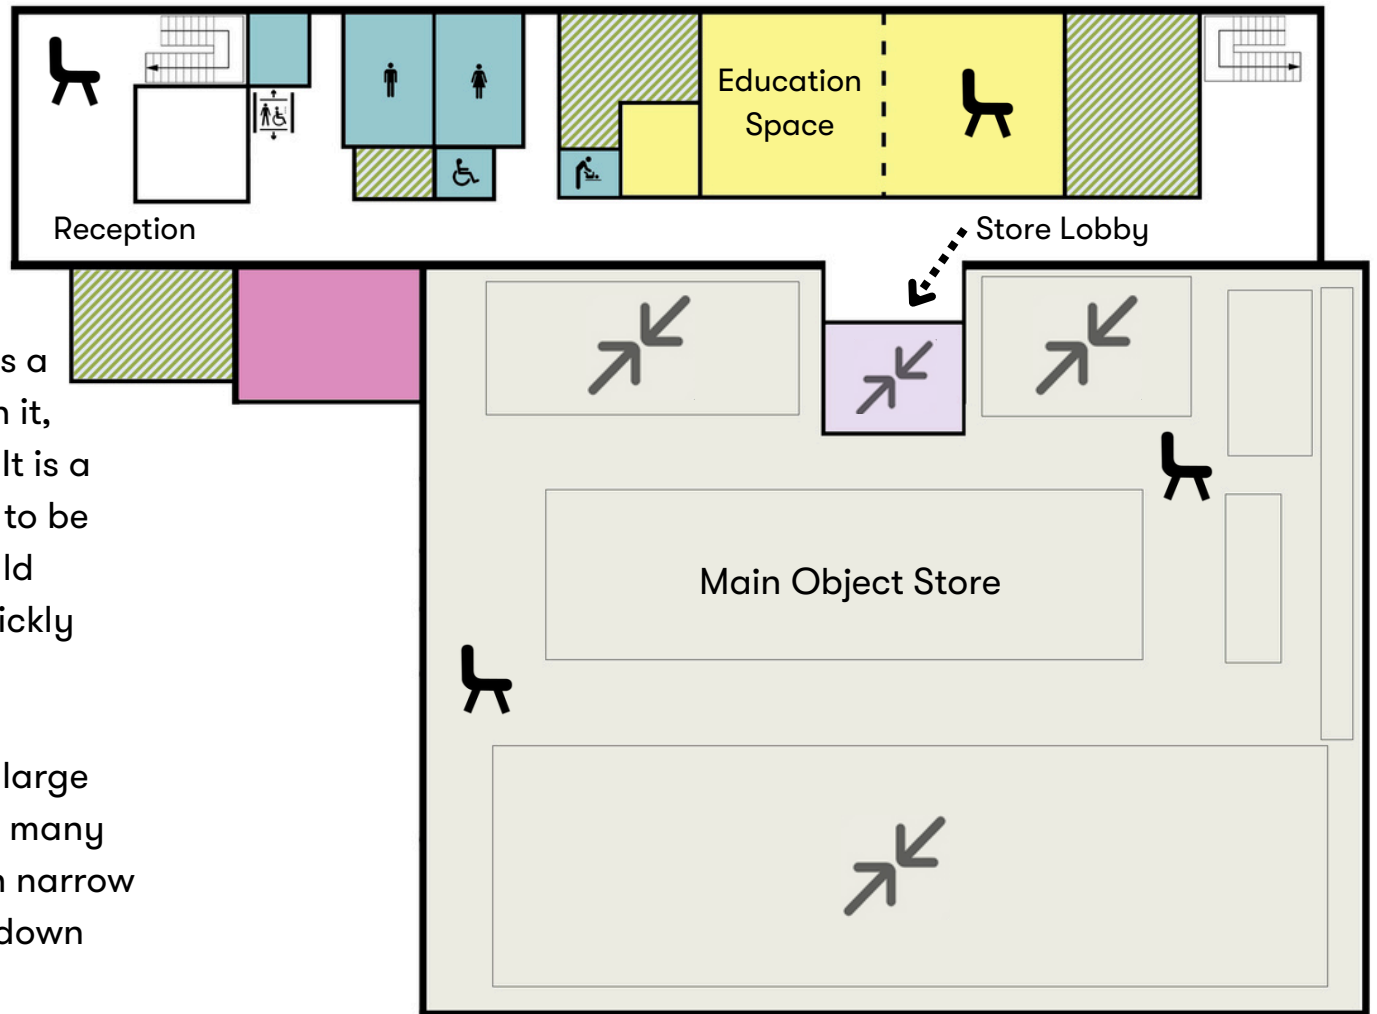 Education
Space
Reception
Store Lobby
s a
it,
It is a
to be
ld
ickly
Main Object Store
large
many
narrow
down